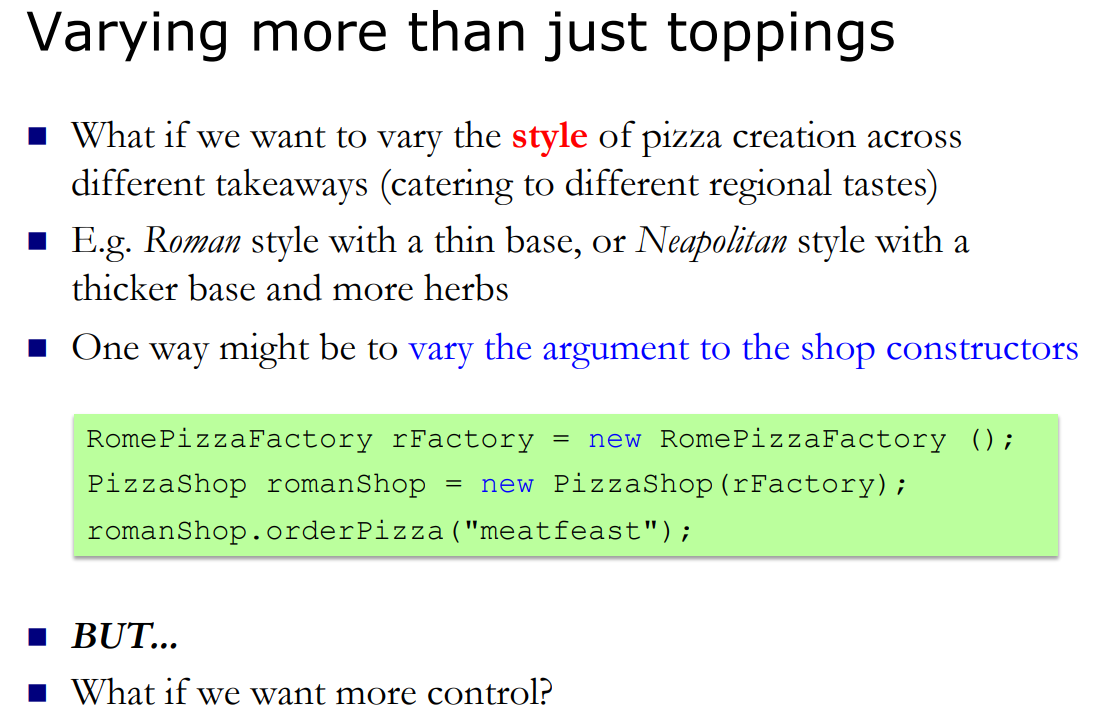 Varying more than just toppings
What if we want to vary the style of pizza creation across
different takeaways (catering to different regional tastes)
E.g. Roman style with a thin base, or Neapolitan style with a
thicker base and more herbs
One way might be to vary the argument to the shop constructors
RomePizzaFactory rFactory = new RomePizzaFactory ();
PizzaShop romanShop = new PizzaShop(rFactory);
romanShop.orderPizza("meatfeast");
BUT...
What if we want more control?